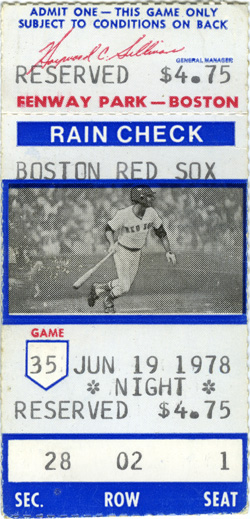 ADMIT ONE — THIS GAME ONLY
SUBJECT TO CONDITIONS ON BACK
Haywood C. Sullivan
GENERAL MANAGER
RESERVED $4.75
FENWAY PARK — BOSTON
RAIN CHECK
BOSTON RED SOX
RED SOX
GAME
35 JUN 19 1978
* NIGHT *
RESERVED $4.75
28 02 1
SEC. ROW SEAT